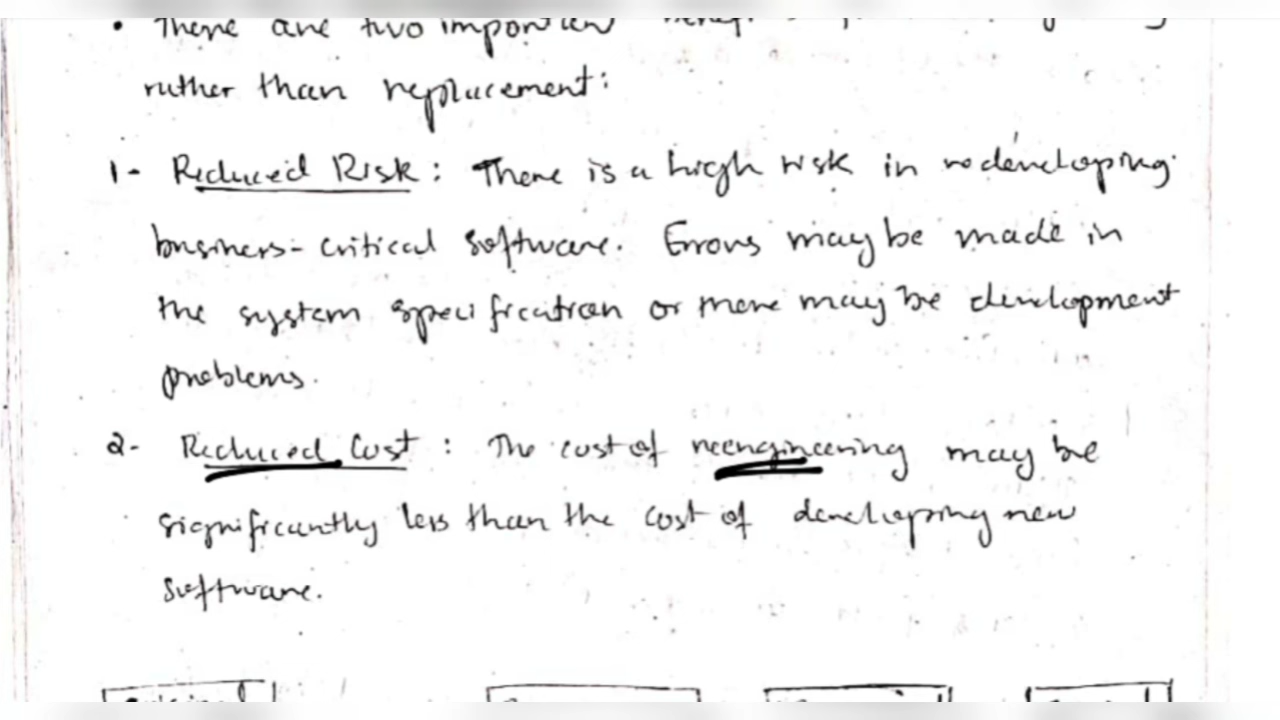 • There are two important
rather than replacement:
1- Reduced Risk: There is a high risk in redeveloping
business-critical software. Errors may be made in
the system specification or there may be development
problems.
2- Reduced Cost: The cost of reengineering may be
significantly less than the cost of developing new
software.